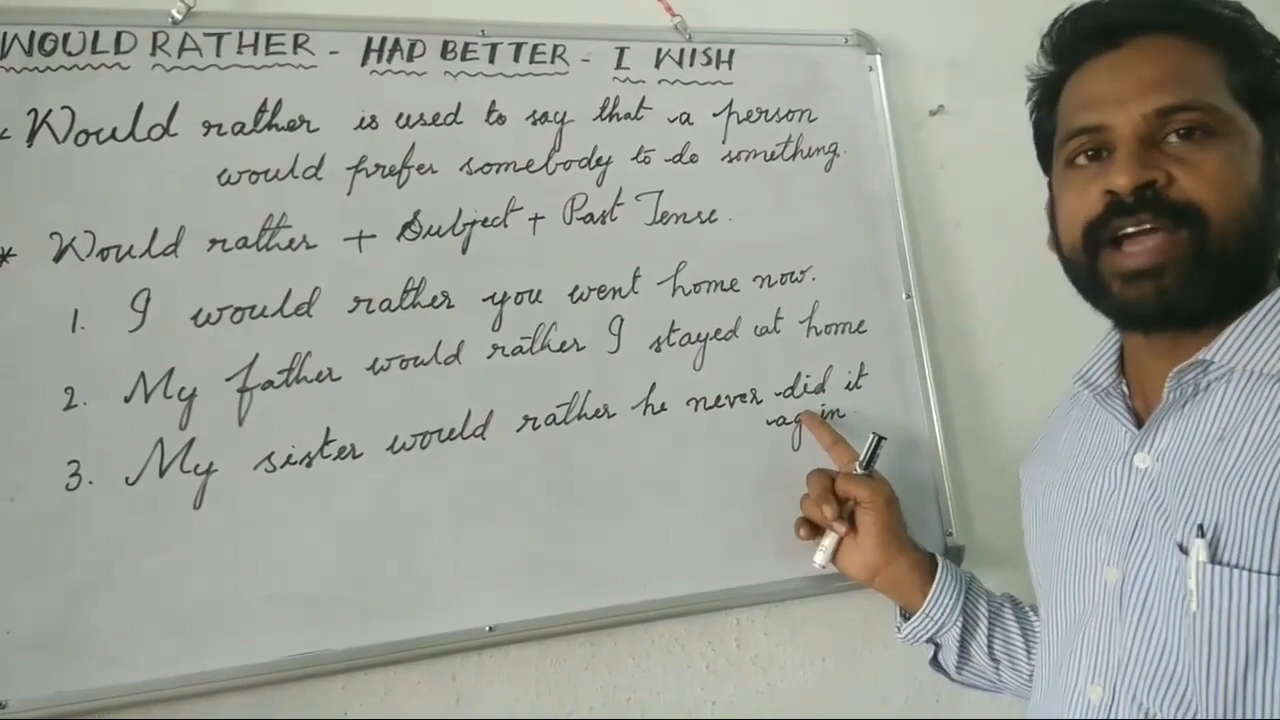 WOULD RATHER - HAD BETTER - I WISH
* Would rather is used to say that a person
would prefer somebody to do something.
* Would rather + Subject + Past Tense.
1. I would rather you went home now.
2. My father would rather I stayed at home
3. My sister would rather he never did it
again.